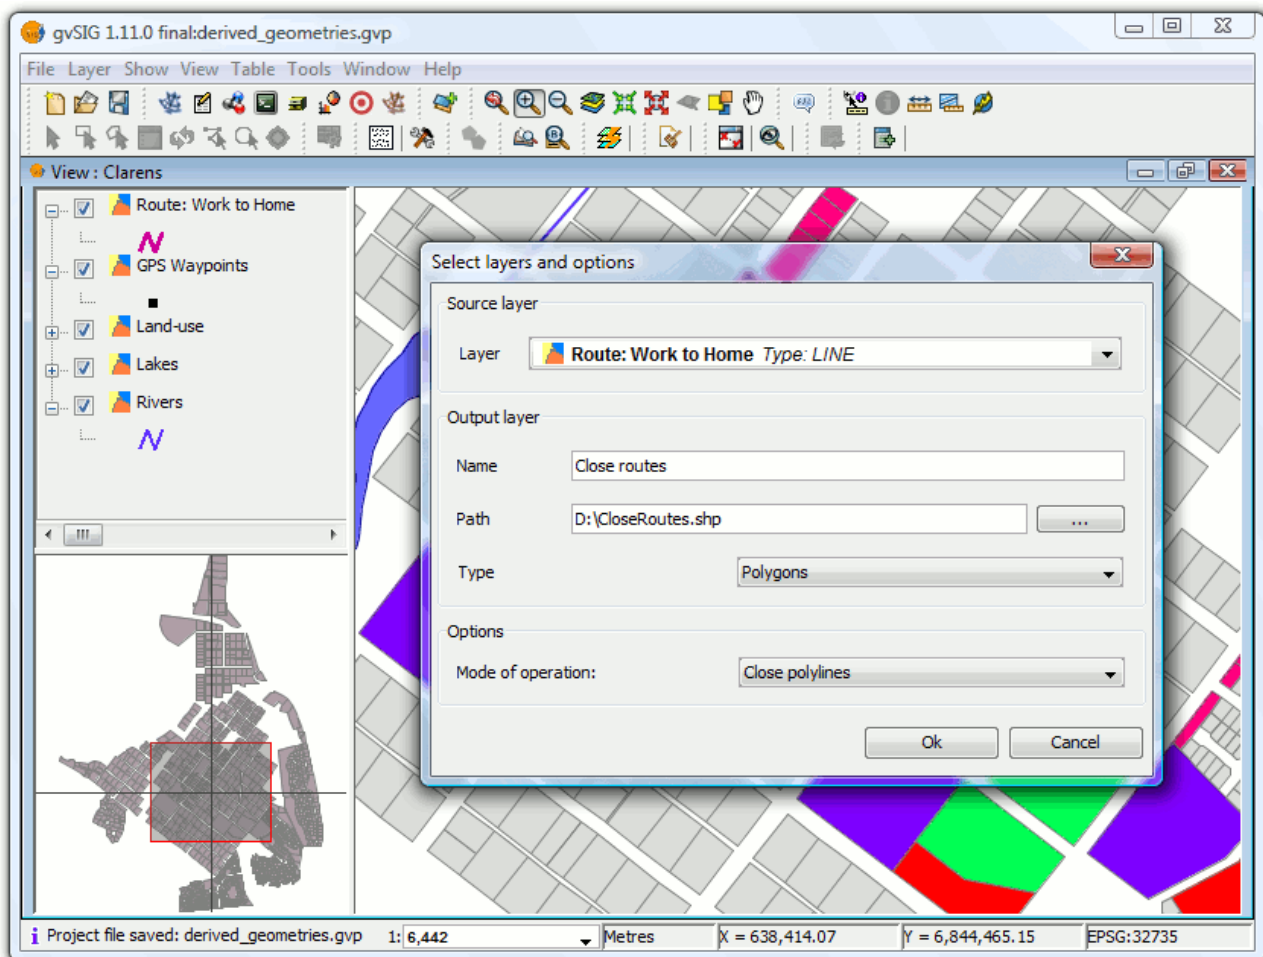 gvSIG 1.11.0 final:derived_geometries.gvp
File Layer Show View Table Tools Window Help
View : Clarens
Route: Work to Home
GPS Waypoints
Land-use
Lakes
Rivers
Select layers and options
Source layer
Layer Route: Work to Home Type: LINE
Output layer
Name Close routes
Path D:\CloseRoutes.shp ...
Type Polygons
Options
Mode of operation: Close polylines
Ok Cancel
Project file saved: derived_geometries.gvp 1: 6,442 Metres X = 638,414.07 Y = 6,844,465.15 EPSG:32735